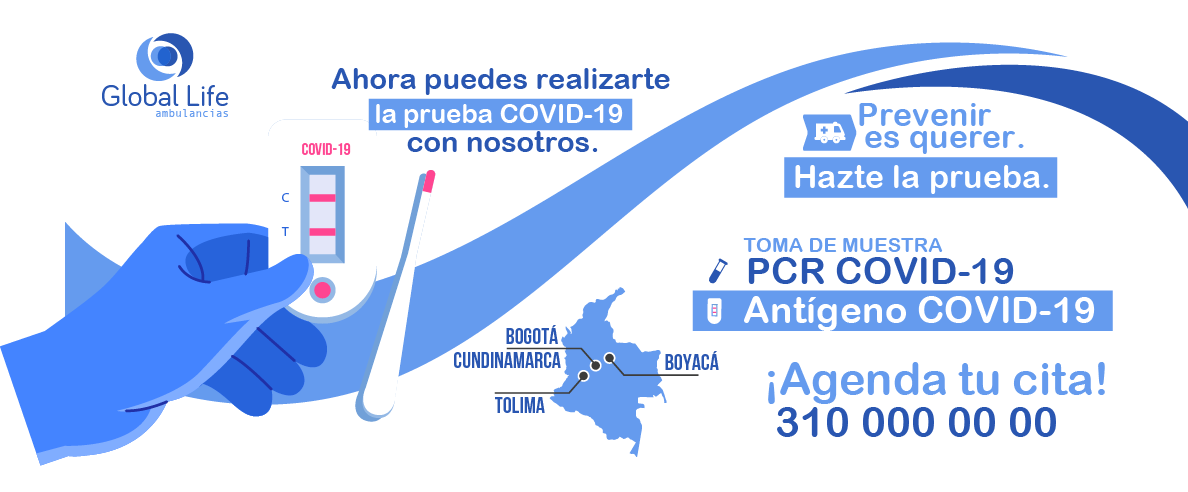 Global Life
ambulancias
Ahora puedes realizarte
la prueba COVID-19
con nosotros.
COVID-19
C
T
Prevenir
es querer.
Hazte la prueba.
TOMA DE MUESTRA
PCR COVID-19
Antígeno COVID-19
BOGOTÁ
CUNDINAMARCA
BOYACÁ
TOLIMA
¡Agenda tu cita!
310 000 00 00